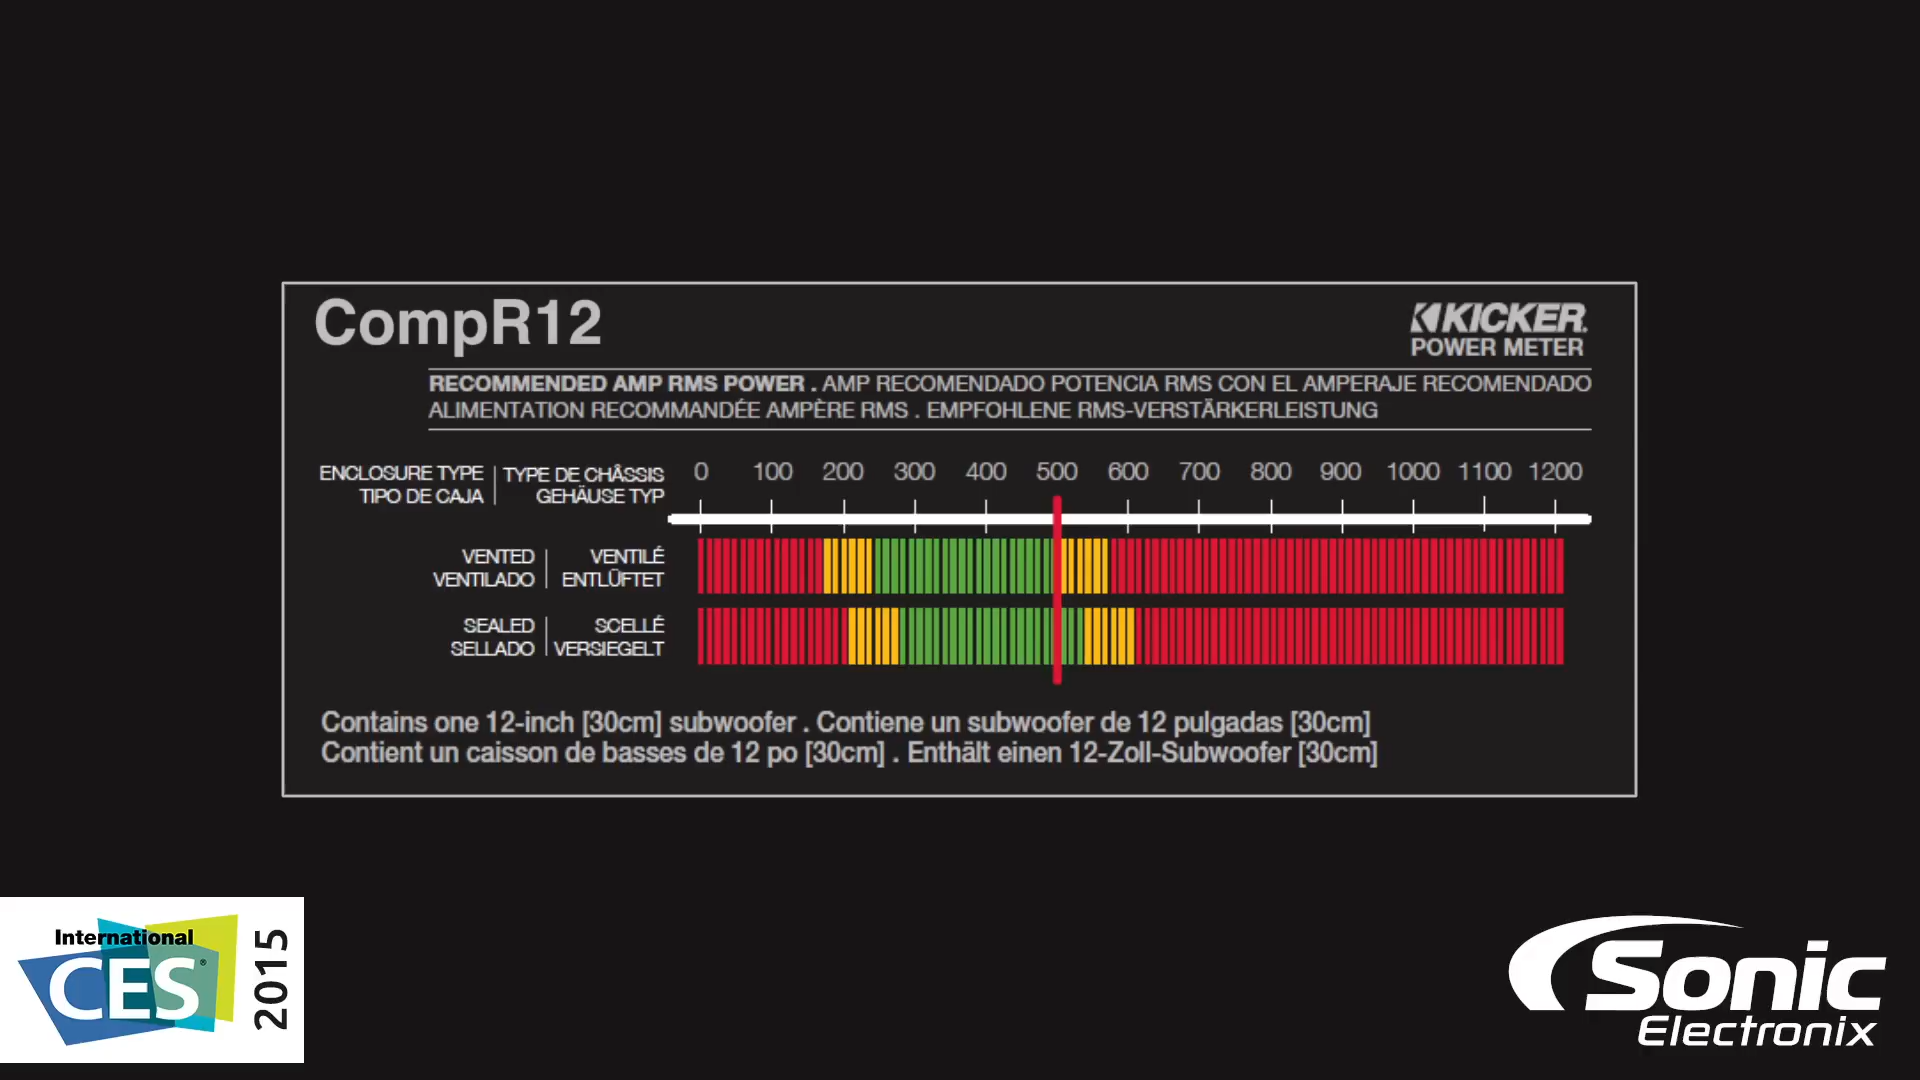 CompR12
KICKER
POWER METER
RECOMMENDED AMP RMS POWER . AMP RECOMENDADO POTENCIA RMS CON EL AMPERAJE RECOMENDADO
ALIMENTATION RECOMMANDÉE AMPÈRE RMS . EMPFOHLENE RMS-VERSTÄRKERLEISTUNG
ENCLOSURE TYPE | TYPE DE CHÂSSIS 0 100 200 300 400 500 600 700 800 900 1000 1100 1200
TIPO DE CAJA | GEHÄUSE TYP
VENTED | VENTILÉ
VENTILADO | ENTLÜFTET
SEALED | SCELLÉ
SELLADO | VERSIEGELT
Contains one 12-inch [30cm] subwoofer . Contiene un subwoofer de 12 pulgadas [30cm]
Contient un caisson de basses de 12 po [30cm] . Enthält einen 12-Zoll-Subwoofer [30cm]
International
CES®
2015
Sonic
Electronix